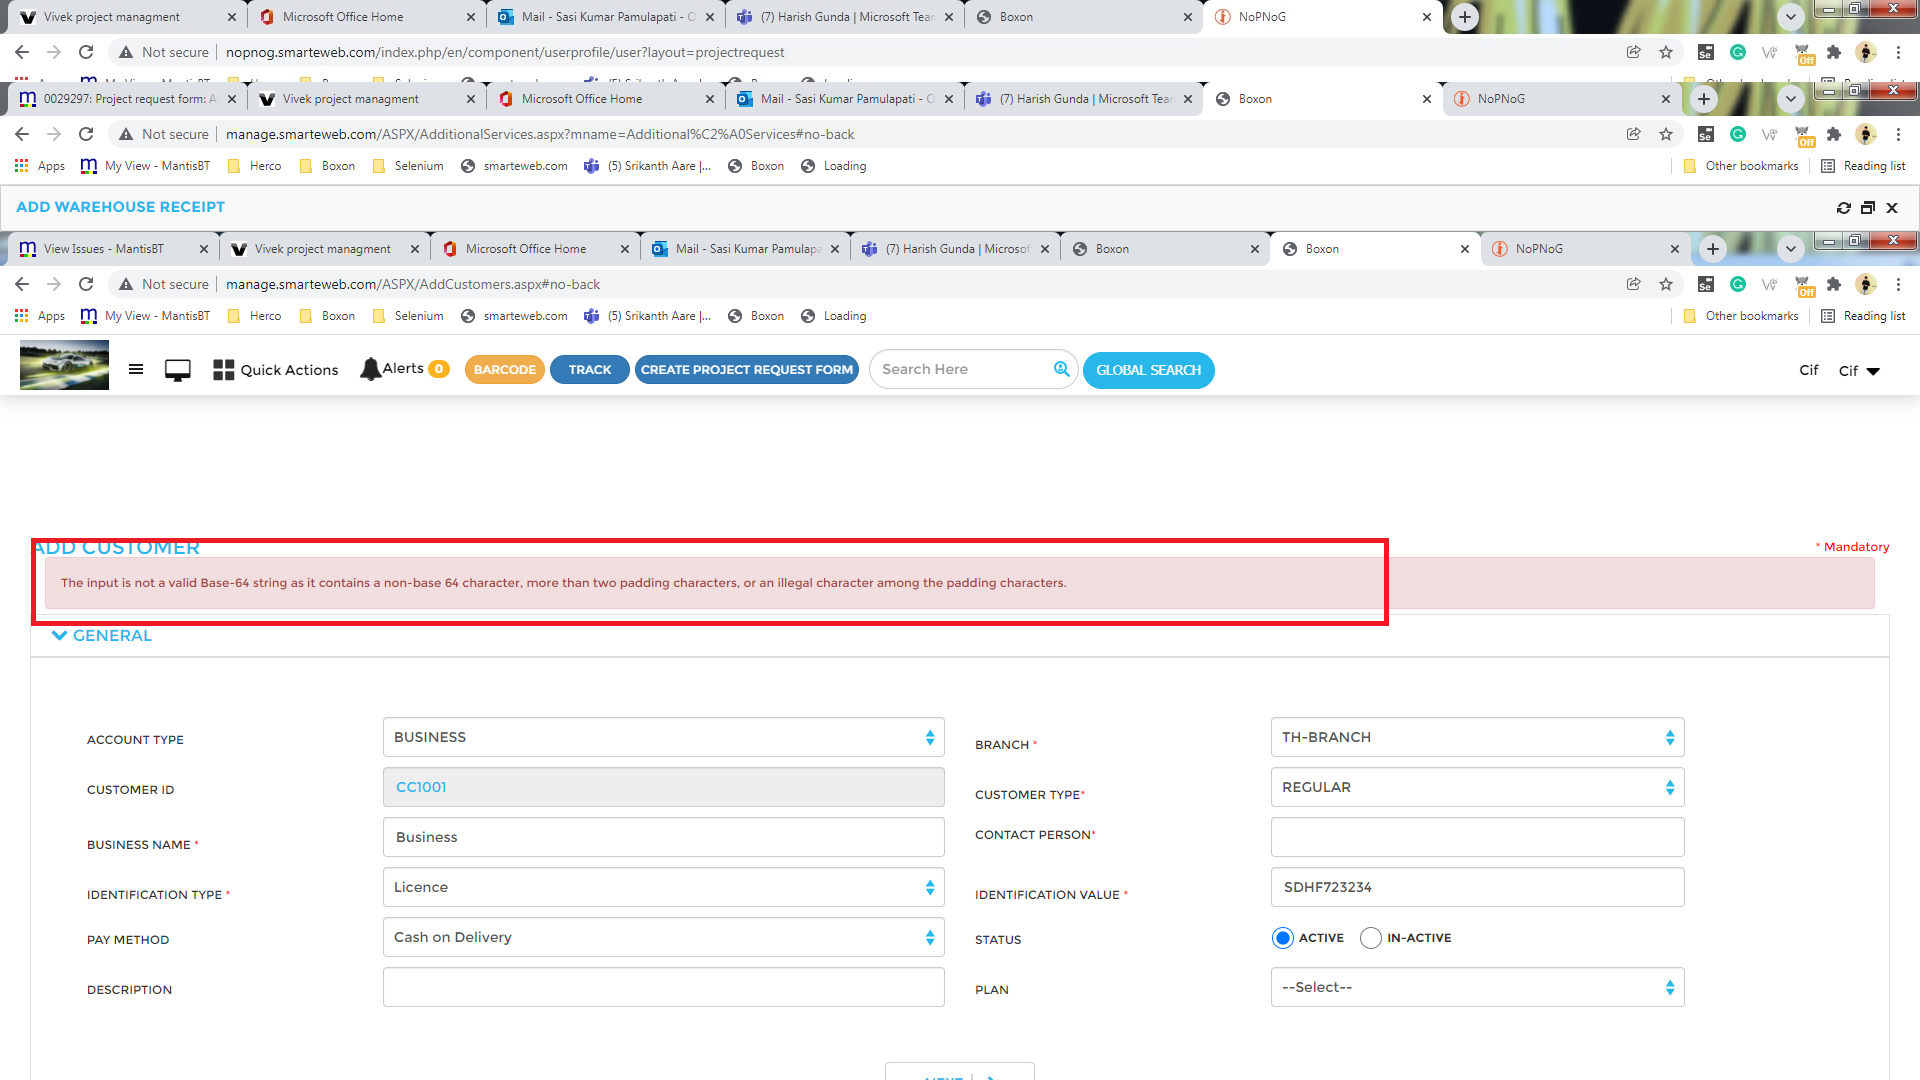 Vivek project managment
Microsoft Office Home
Mail - Sasi Kumar Pamulapati - O
(7) Harish Gunda | Microsoft Tear
Boxon
NoPNoG
Not secure
nopnog.smarteweb.com/index.php/en/component/userprofile/user?layout=projectrequest
Off
0029297: Project request form: A
Vivek project managment
Microsoft Office Home
Mail - Sasi Kumar Pamulapati - O
(7) Harish Gunda | Microsoft Tear
Boxon
NoPNoG
Not secure
manage.smarteweb.com/ASPX/AdditionalServices.aspx?mname=Additional%C2%A0Services#no-back
Off
Apps
My View - MantisBT
Herco
Boxon
Selenium
smarteweb.com
(5) Srikanth Aare |...
Boxon
Loading
Other bookmarks
Reading list
ADD WAREHOUSE RECEIPT
View Issues - MantisBT
Vivek project managment
Microsoft Office Home
Mail - Sasi Kumar Pamulapa
(7) Harish Gunda | Microsof
Boxon
Boxon
NoPNoG
Not secure
manage.smarteweb.com/ASPX/AddCustomers.aspx#no-back
Off
Apps
My View - MantisBT
Herco
Boxon
Selenium
smarteweb.com
(5) Srikanth Aare |...
Boxon
Loading
Other bookmarks
Reading list
Quick Actions
Alerts 0
BARCODE
TRACK
CREATE PROJECT REQUEST FORM
Search Here
GLOBAL SEARCH
Cif
Cif
ADD CUSTOMER
* Mandatory
The input is not a valid Base-64 string as it contains a non-base 64 character, more than two padding characters, or an illegal character among the padding characters.
GENERAL
ACCOUNT TYPE
BUSINESS
BRANCH *
TH-BRANCH
CUSTOMER ID
CC1001
CUSTOMER TYPE*
REGULAR
BUSINESS NAME *
Business
CONTACT PERSON*
IDENTIFICATION TYPE *
Licence
IDENTIFICATION VALUE *
SDHF723234
PAY METHOD
Cash on Delivery
STATUS
ACTIVE
IN-ACTIVE
DESCRIPTION
PLAN
--Select--
NEXT